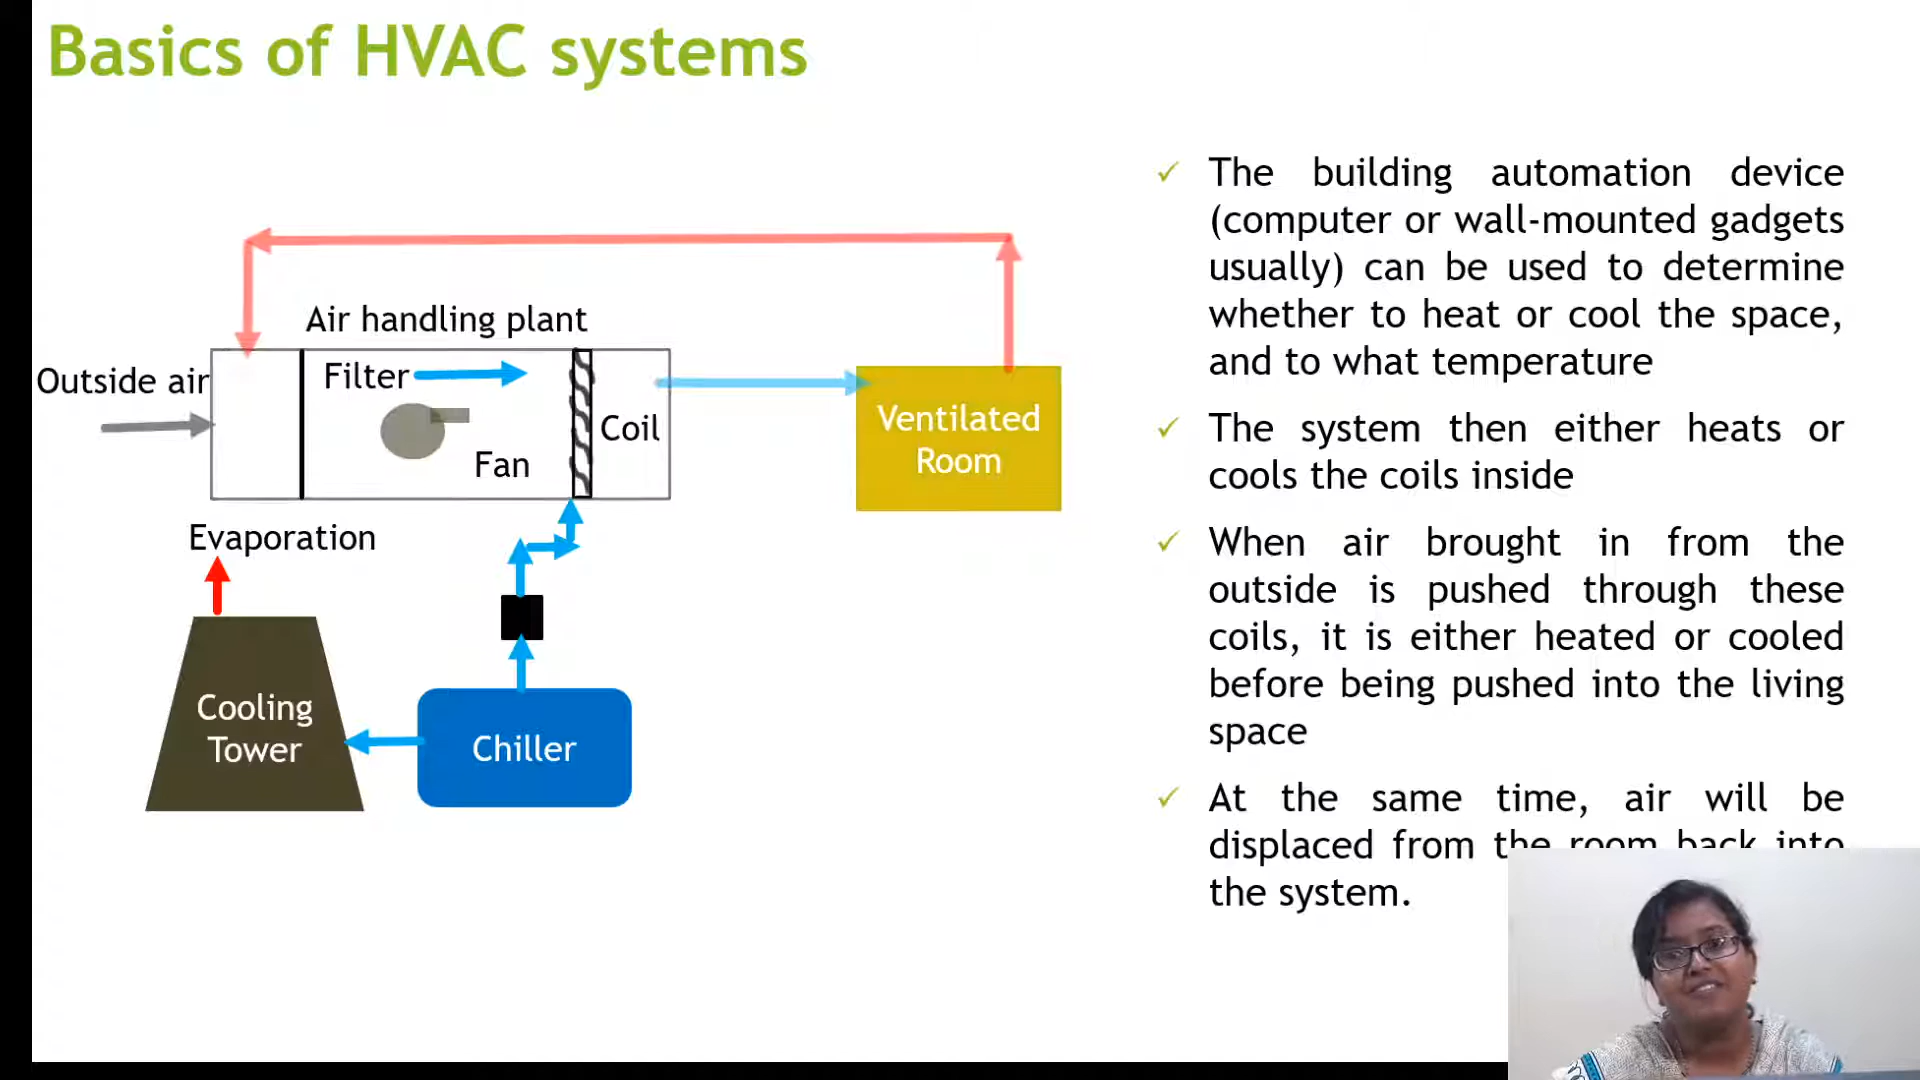 Basics of HVAC systems
Air handling plant
Outside air
Filter
Fan
Coil
Ventilated
Room
Evaporation
Cooling
Tower
Chiller
✓ The building automation device
(computer or wall-mounted gadgets
usually) can be used to determine
whether to heat or cool the space,
and to what temperature
✓ The system then either heats or
cools the coils inside
✓ When air brought in from the
outside is pushed through these
coils, it is either heated or cooled
before being pushed into the living
space
✓ At the same time, air will be
displaced from the room back into
the system.